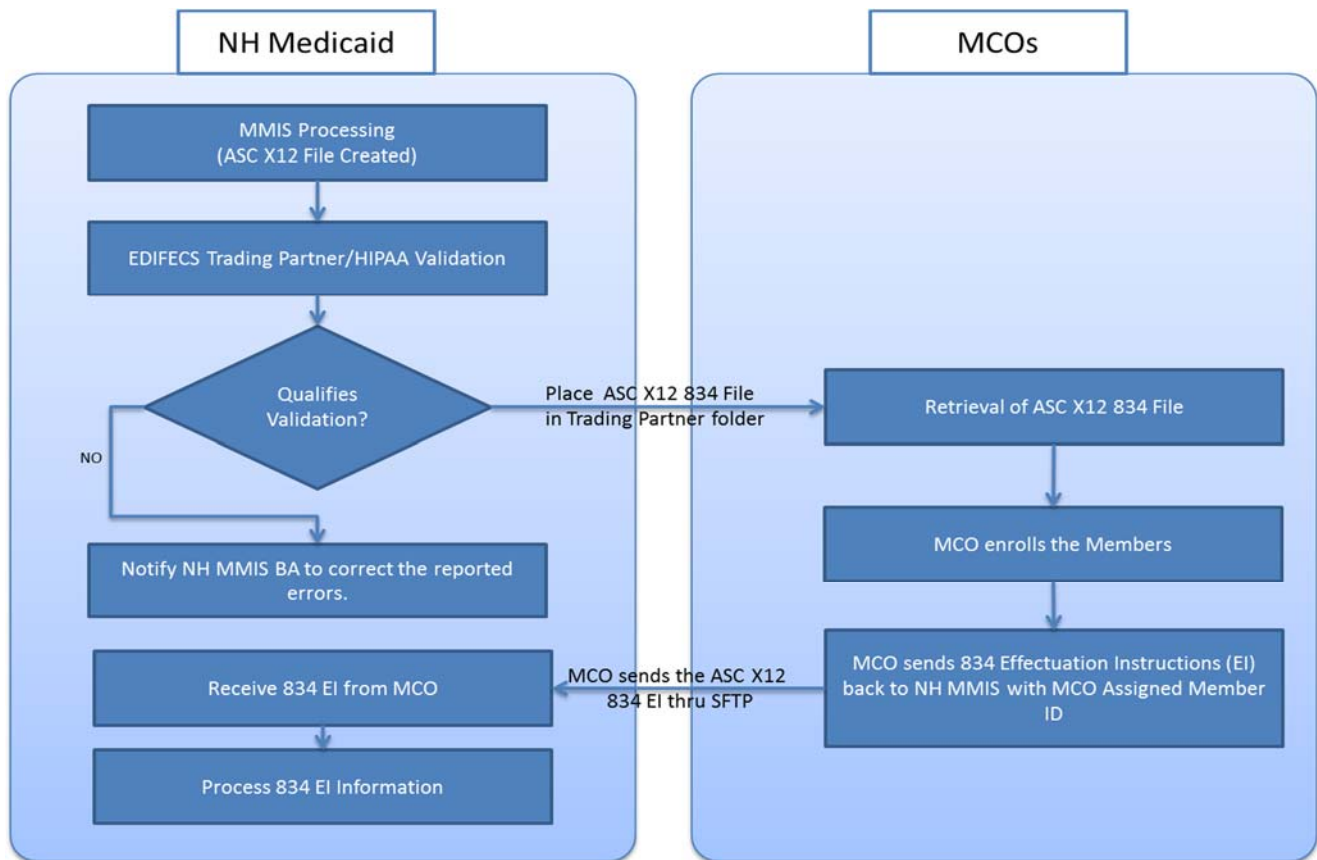 NH Medicaid
MMIS Processing
(ASC X12 File Created)
EDIFECS Trading Partner/HIPAA Validation
Qualifies
Validation?
NO
Notify NH MMIS BA to correct the reported
errors.
Receive 834 EI from MCO
Process 834 EI Information
Place ASC X12 834 File
in Trading Partner folder
MCO sends the ASC X12
834 EI thru SFTP
MCOs
Retrieval of ASC X12 834 File
MCO enrolls the Members
MCO sends 834 Effectuation Instructions (EI)
back to NH MMIS with MCO Assigned Member
ID